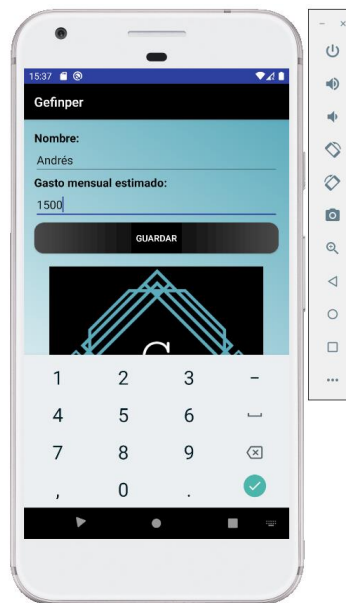 15:37
Gefinper
Nombre:
Andrés
Gasto mensual estimado:
1500
GUARDAR
G
1 2 3 -
4 5 6
7 8 9
, 0 .